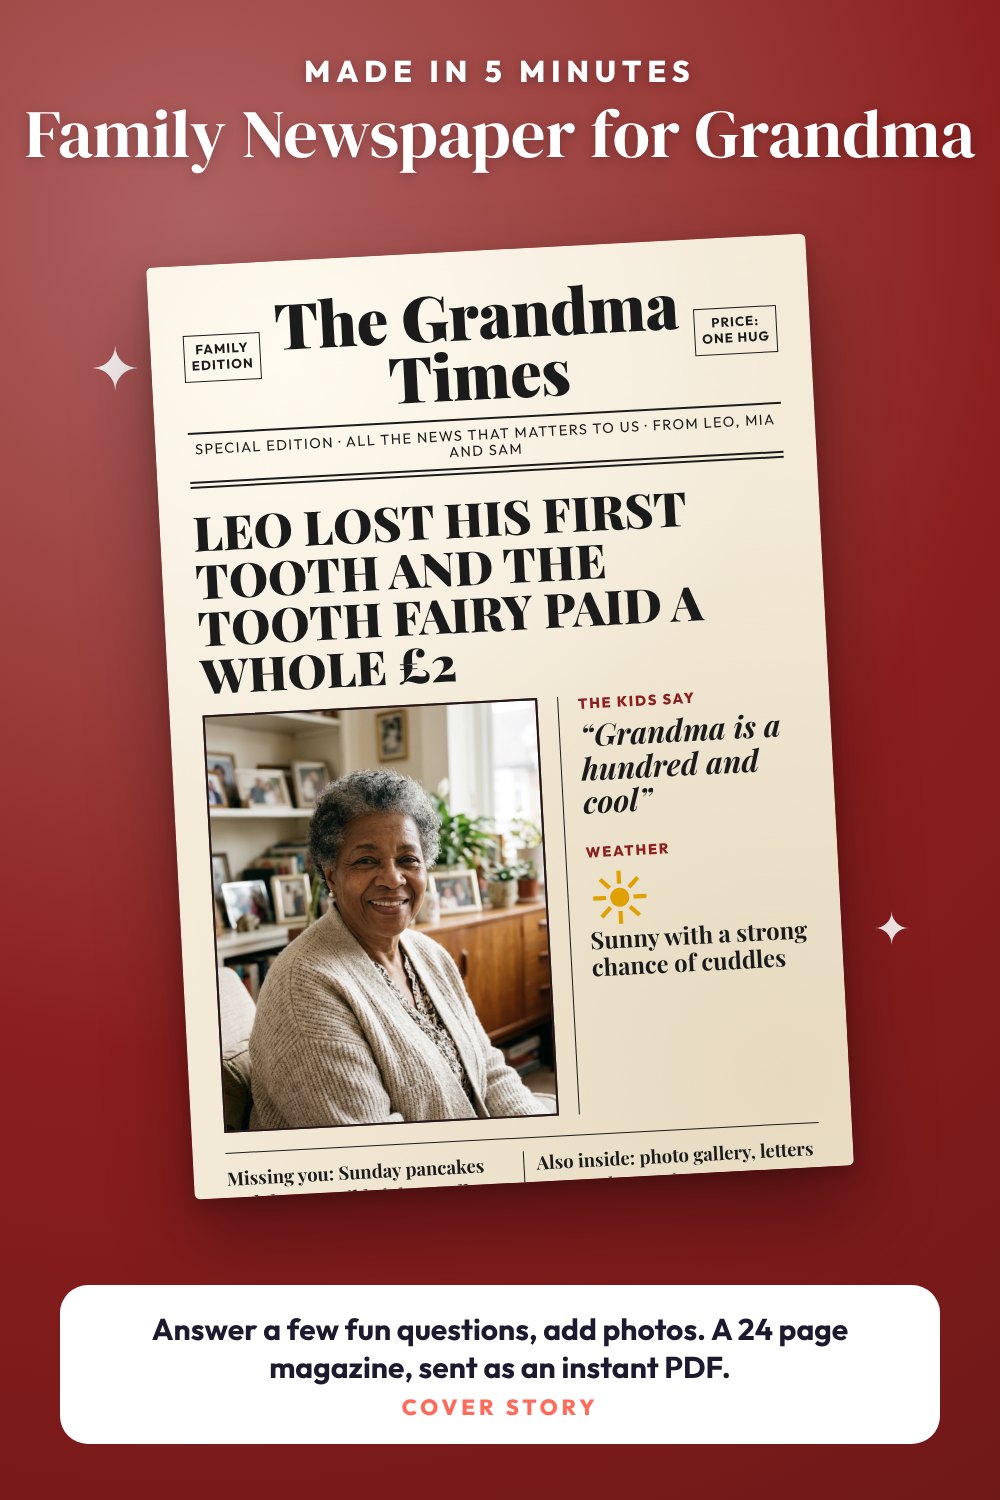 MADE IN 5 MINUTES
Family Newspaper for Grandma
FAMILY
EDITION
The Grandma
Times
PRICE:
ONE HUG
SPECIAL EDITION · ALL THE NEWS THAT MATTERS TO US · FROM LEO, MIA
AND SAM
LEO LOST HIS FIRST
TOOTH AND THE
TOOTH FAIRY PAID A
WHOLE £2
THE KIDS SAY
“Grandma is a
hundred and
cool”
WEATHER
Sunny with a strong
chance of cuddles
Missing you: Sunday pancakes
Also inside: photo gallery, letters
Answer a few fun questions, add photos. A 24 page
magazine, sent as an instant PDF.
COVER STORY